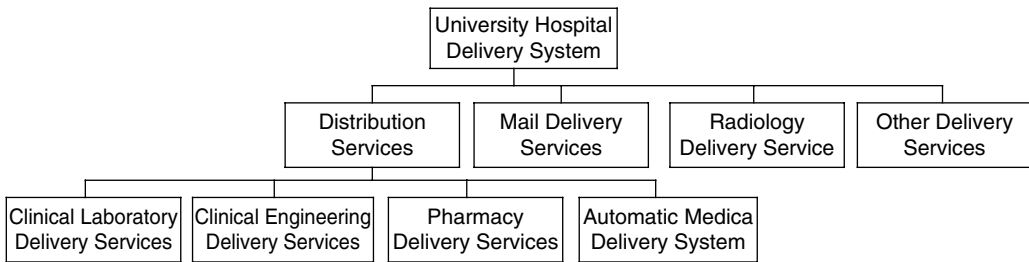 University Hospital
Delivery System
Distribution
Services
Mail Delivery
Services
Radiology
Delivery Service
Other Delivery
Services
Clinical Laboratory
Delivery Services
Clinical Engineering
Delivery Services
Pharmacy
Delivery Services
Automatic Medica
Delivery System